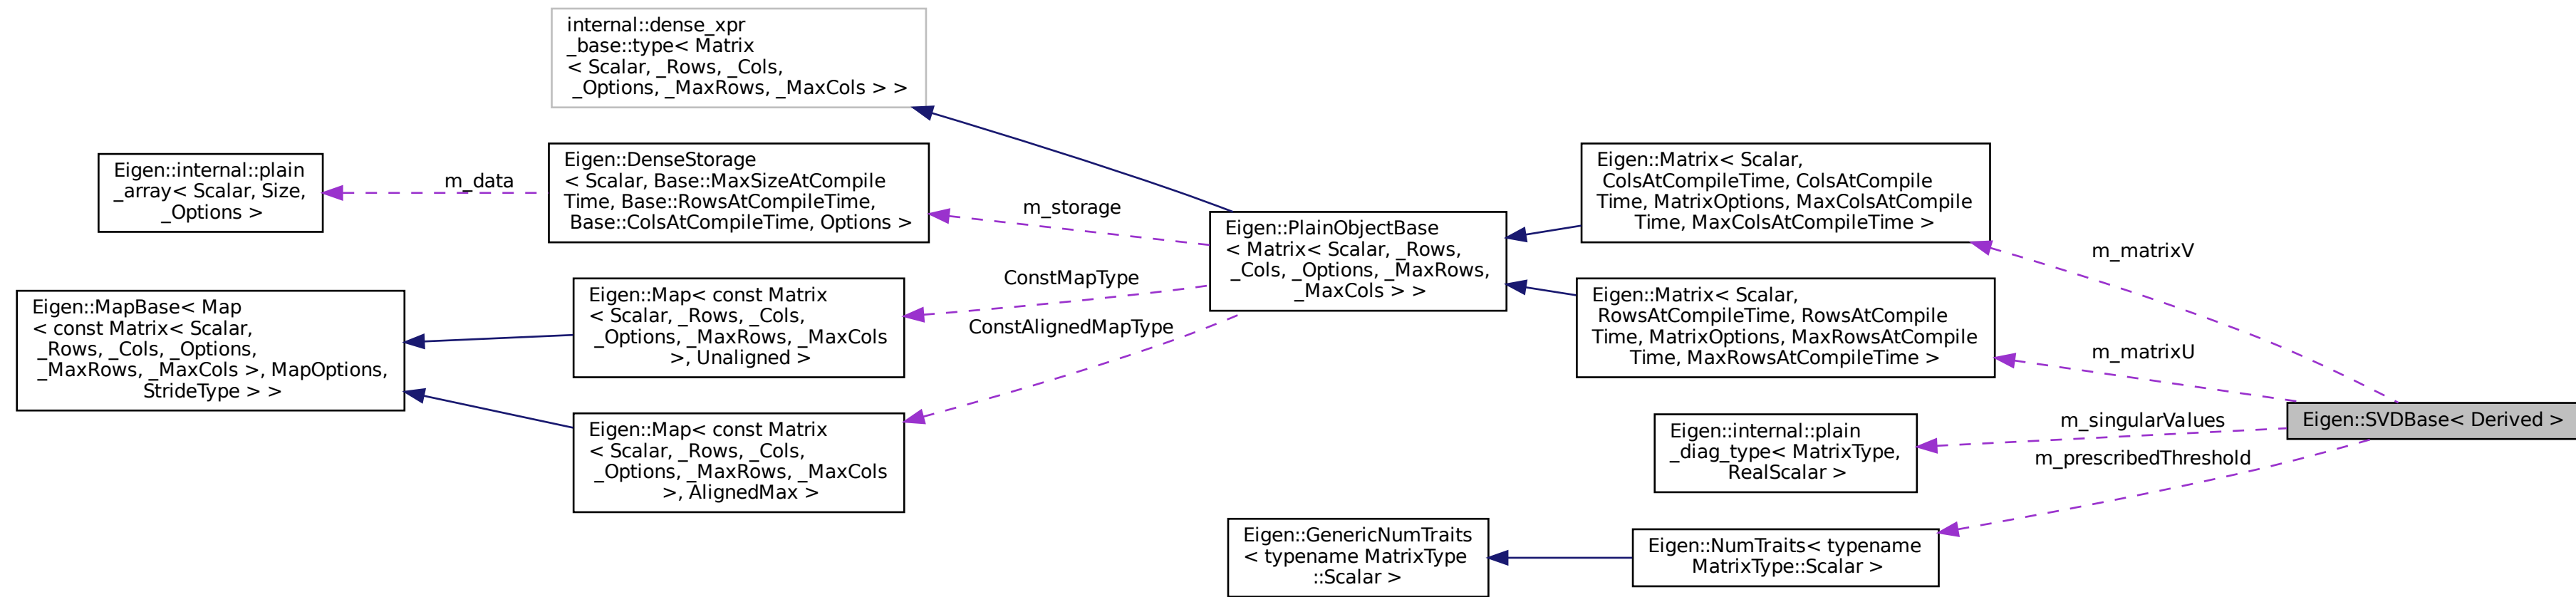 internal::dense_xpr
_base::type< Matrix
< Scalar, _Rows, _Cols,
_Options, _MaxRows, _MaxCols > >
Eigen::internal::plain
_array< Scalar, Size,
_Options >
m_data
Eigen::DenseStorage
< Scalar, Base::MaxSizeAtCompile
Time, Base::RowsAtCompileTime,
Base::ColsAtCompileTime, Options >
m_storage
Eigen::MapBase< Map
< const Matrix< Scalar,
_Rows, _Cols, _Options,
_MaxRows, _MaxCols >, MapOptions,
StrideType > >
Eigen::Map< const Matrix
< Scalar, _Rows, _Cols,
_Options, _MaxRows, _MaxCols
>, Unaligned >
ConstMapType
ConstAlignedMapType
Eigen::Map< const Matrix
< Scalar, _Rows, _Cols,
_Options, _MaxRows, _MaxCols
>, AlignedMax >
Eigen::PlainObjectBase
< Matrix< Scalar, _Rows,
_Cols, _Options, _MaxRows,
_MaxCols > >
Eigen::Matrix< Scalar,
ColsAtCompileTime, ColsAtCompile
Time, MatrixOptions, MaxColsAtCompile
Time, MaxColsAtCompileTime >
m_matrixV
Eigen::Matrix< Scalar,
RowsAtCompileTime, RowsAtCompile
Time, MatrixOptions, MaxRowsAtCompile
Time, MaxRowsAtCompileTime >
m_matrixU
Eigen::internal::plain
_diag_type< MatrixType,
RealScalar >
m_singularValues
m_prescribedThreshold
Eigen::SVDBase< Derived >
Eigen::GenericNumTraits
< typename MatrixType
::Scalar >
Eigen::NumTraits< typename
MatrixType::Scalar >